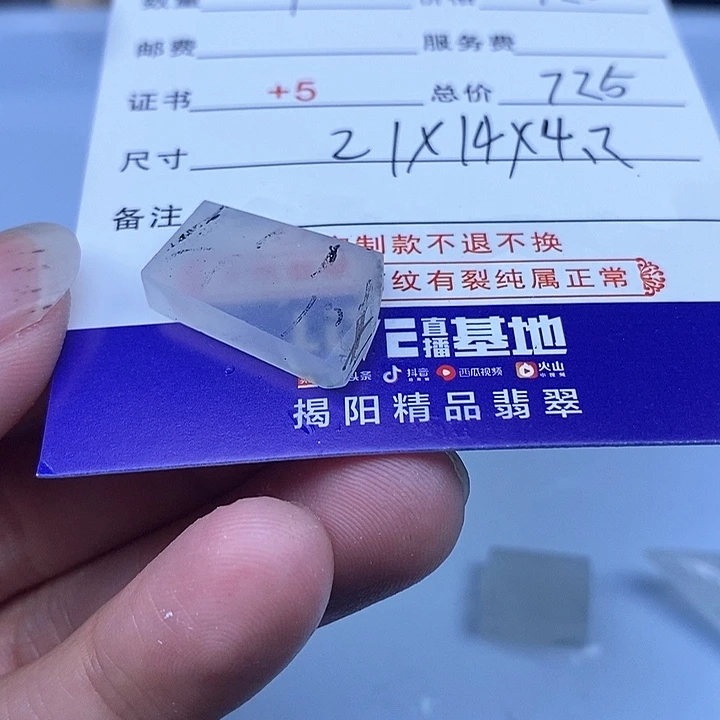 邮费 服务费
证书 +5 总价 725
尺寸 21X14X4.2
备注
制款不退不换
纹有裂纯属正常
直播基地
头条 抖音 西瓜视频 火山
揭阳精品翡翠